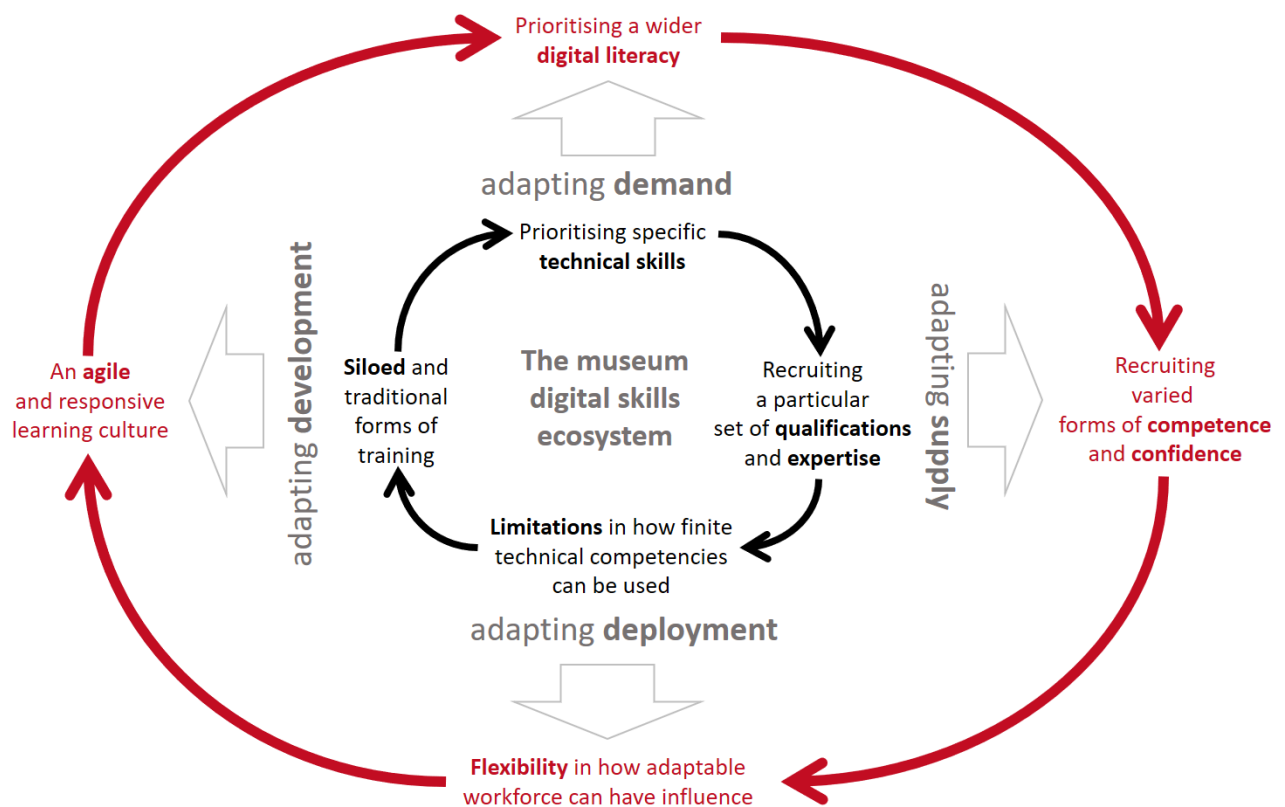 Prioritising a wider
digital literacy
adapting demand
Prioritising specific
technical skills
adapting development
adapting supply
An agile
and responsive
learning culture
Siloed and
traditional
forms of
training
The museum
digital skills
ecosystem
Recruiting
a particular
set of qualifications
and expertise
Recruiting
varied
forms of competence
and confidence
Limitations in how finite
technical competencies
can be used
adapting deployment
Flexibility in how adaptable
workforce can have influence